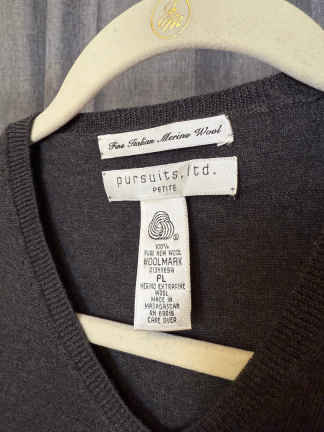 Fine Italian Merino Wool
pursuits, ltd.
PETITE
100%
PURE NEW WOOL
WOOLMARK
PL
MERINO EXTRAFINE
WOOL
MADE IN
MADAGASCAR
CARE OVER